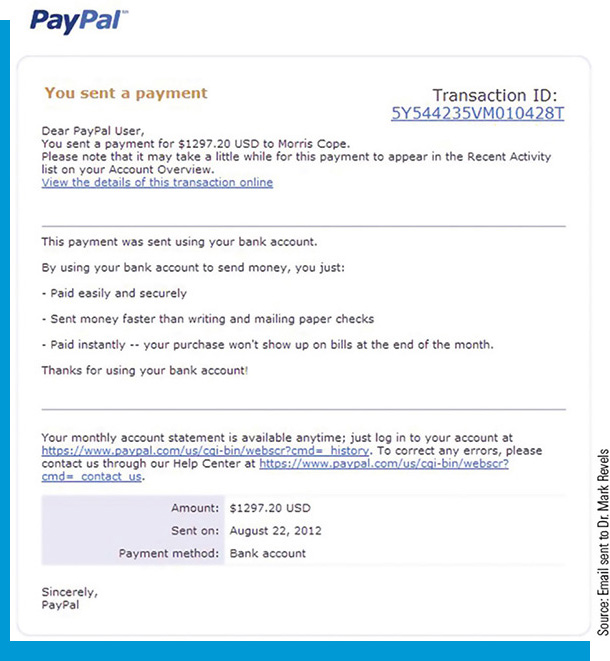 PayPal
You sent a payment
Transaction ID:
5Y544235VM010428T
Dear PayPal User,
You sent a payment for $1297.20 USD to Morris Cope.
Please note that it may take a little while for this payment to appear in the Recent Activity
list on your Account Overview.
View the details of this transaction online
This payment was sent using your bank account.
By using your bank account to send money, you just:
- Paid easily and securely
- Sent money faster than writing and mailing paper checks
- Paid instantly -- your purchase won't show up on bills at the end of the month.
Thanks for using your bank account!
Your monthly account statement is available anytime; just log in to your account at
https://www.paypal.com/us/cgi-bin/webscr?cmd=_history. To correct any errors, please
contact us through our Help Center at https://www.paypal.com/us/cgi-bin/webscr?
cmd=_contact_us.
Amount: $1297.20 USD
Sent on: August 22, 2012
Payment method: Bank account
Sincerely,
PayPal
Source: Email sent to Dr. Mark Revels